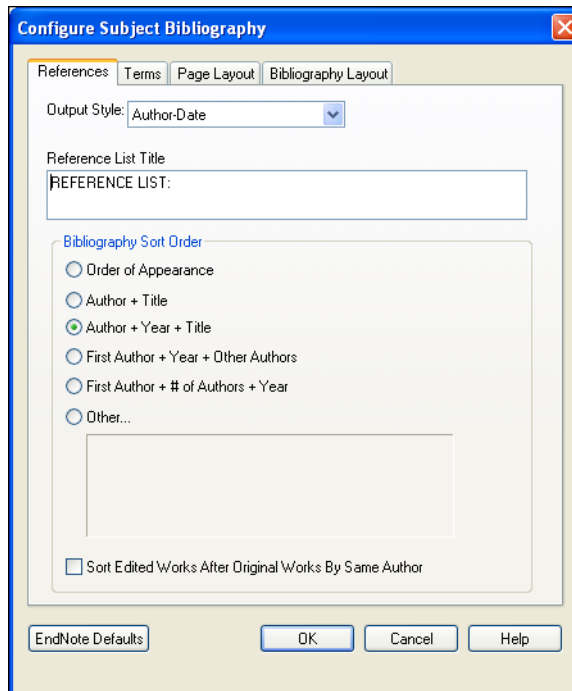 Configure Subject Bibliography
References Terms Page Layout Bibliography Layout
Output Style: Author-Date
Reference List Title
REFERENCE LIST:
Bibliography Sort Order
Order of Appearance
Author + Title
Author + Year + Title
First Author + Year + Other Authors
First Author + # of Authors + Year
Other...
Sort Edited Works After Original Works By Same Author
EndNote Defaults OK Cancel Help